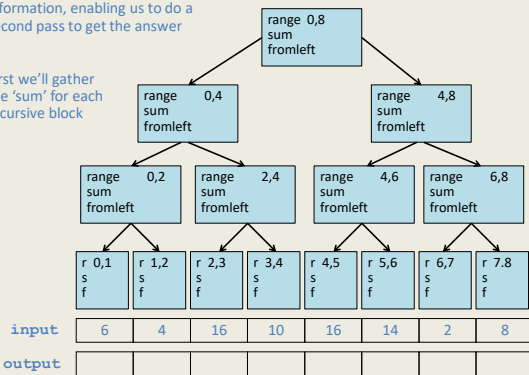 formation, enabling us to do a
econd pass to get the answer
rst we'll gather
e ‘sum’ for each
cursive block
range 0,8
sum
fromleft
range 0,4
sum
fromleft
range 4,8
sum
fromleft
range 0,2
sum
fromleft
range 2,4
sum
fromleft
range 4,6
sum
fromleft
range 6,8
sum
fromleft
r 0,1
s
f
r 1,2
s
f
r 2,3
s
f
r 3,4
s
f
r 4,5
s
f
r 5,6
s
f
r 6,7
s
f
r 7.8
s
f
input 6 4 16 10 16 14 2 8
output